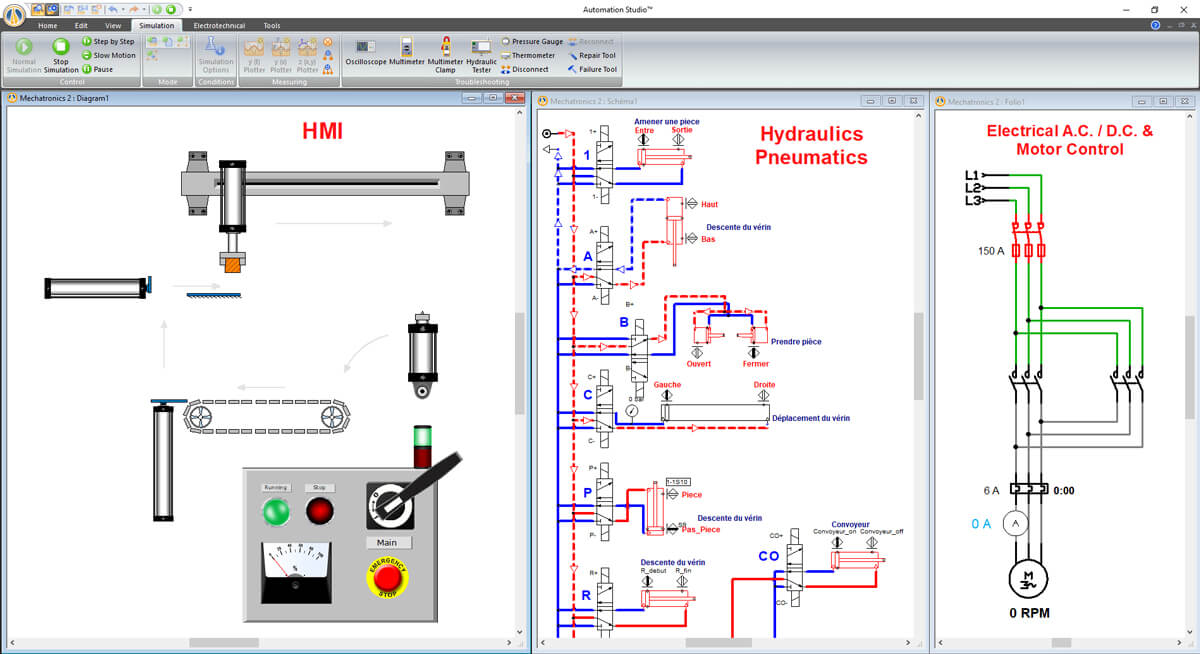 Automation Studio™
Home Edit View Simulation Electrotechnical Tools
Normal Simulation
Stop Simulation
Step by Step
Slow Motion
Pause
Simulation Options
y (t) Plotter
y (x) Plotter
z (x,y) Plotter
Oscilloscope
Multimeter
Multimeter Clamp
Hydraulic Tester
Pressure Gauge
Thermometer
Disconnect
Reconnect
Repair Tool
Failure Tool
Control
Mode
Conditions
Measuring
Troubleshooting
Mechatronics 2 : Diagram1
HMI
Running
Stop
Main
EMERGENCY
STOP
%
Mechatronics 2 : Schéma1
Hydraulics
Pneumatics
Amener une piece
Entre
Sortie
1+
1
1-
Haut
Descente du vérin
Bas
A+
A
A-
B+
B
B
Prendre pièce
Ouvert
Fermer
C+
C
C-
Gauche
Droite
0 bar
Déplacement du vérin
P+
P
P-
1-1S10
Piece
Descente du vérin
Pas_Piece
Descente du vérin
R_debut
R_fin
R+
R
Convoyeur
Convoyeur_on
Convoyeur_off
CO+
CO
CO-
Mechatronics 2 : Folio1
Electrical A.C. / D.C. &
Motor Control
L1
L2
L3
150 A
6 A
0:00
0 A
A
M
3~
0 RPM